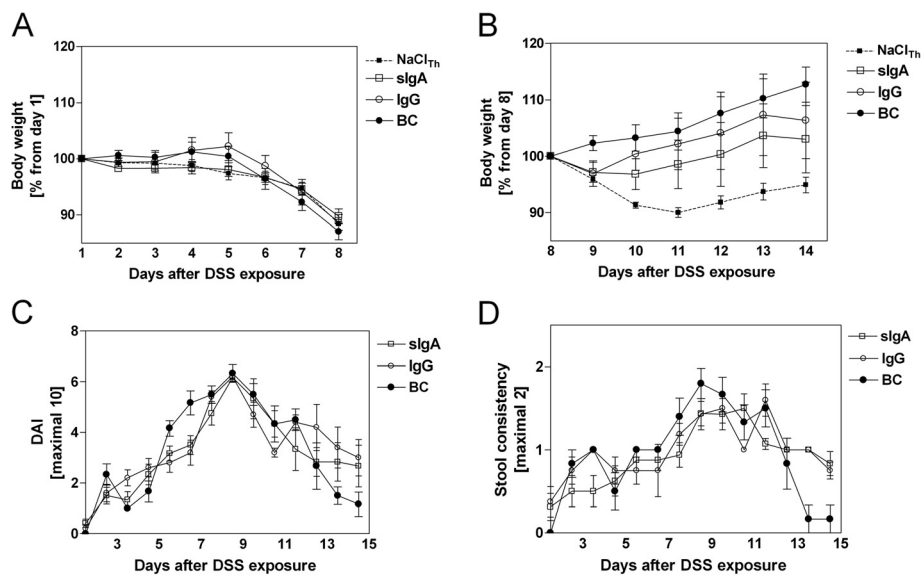 A
120
110
100
90
Body weight
[% from day 1]
1 2 3 4 5 6 7 8
Days after DSS exposure
NaClTh
sIgA
IgG
BC
B
120
110
100
90
Body weight
[% from day 8]
8 9 10 11 12 13 14
Days after DSS exposure
NaClTh
sIgA
IgG
BC
C
8
6
4
2
0
DAI
[maximal 10]
3 5 7 9 11 13 15
Days after DSS exposure
sIgA
IgG
BC
D
2
1
0
Stool consistency
[maximal 2]
3 5 7 9 11 13 15
Days after DSS exposure
sIgA
IgG
BC